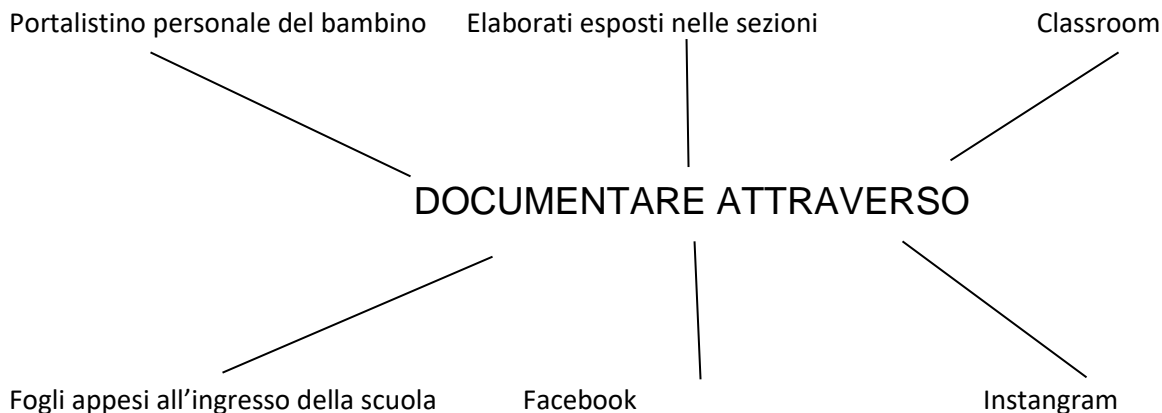 Portalistino personale del bambino Elaborati esposti nelle sezioni Classroom
DOCUMENTARE ATTRAVERSO
Fogli appesi all’ingresso della scuola Facebook Instangram